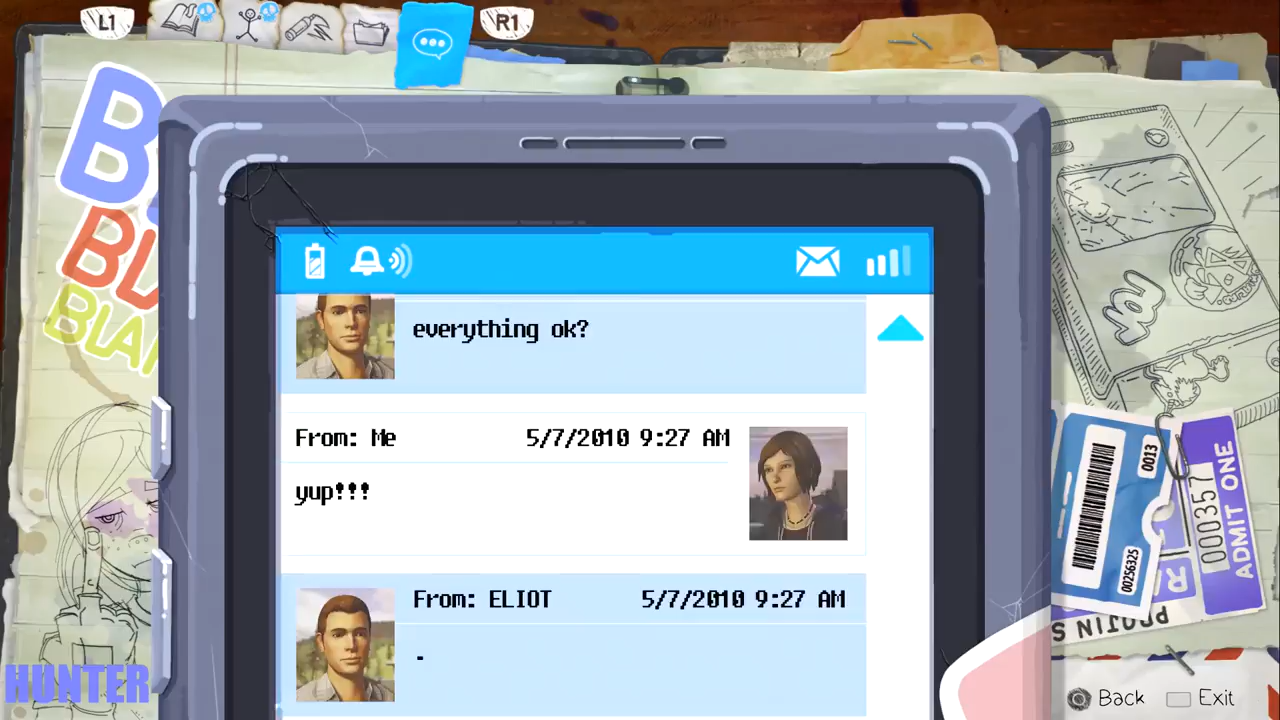 L1
R1
everything ok?
From: Me 5/7/2010 9:27 AM
yup!!!
From: ELIOT 5/7/2010 9:27 AM
-
0013
00256325
000357
ADMIT ONE
HUNTER
Back
Exit